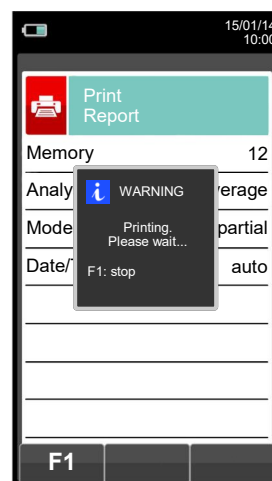 15/01/14
10:00
Print
Report
Memory 12
Analy verage
Mode partial
Date/ auto
WARNING
Printing.
Please wait...
F1: stop
F1